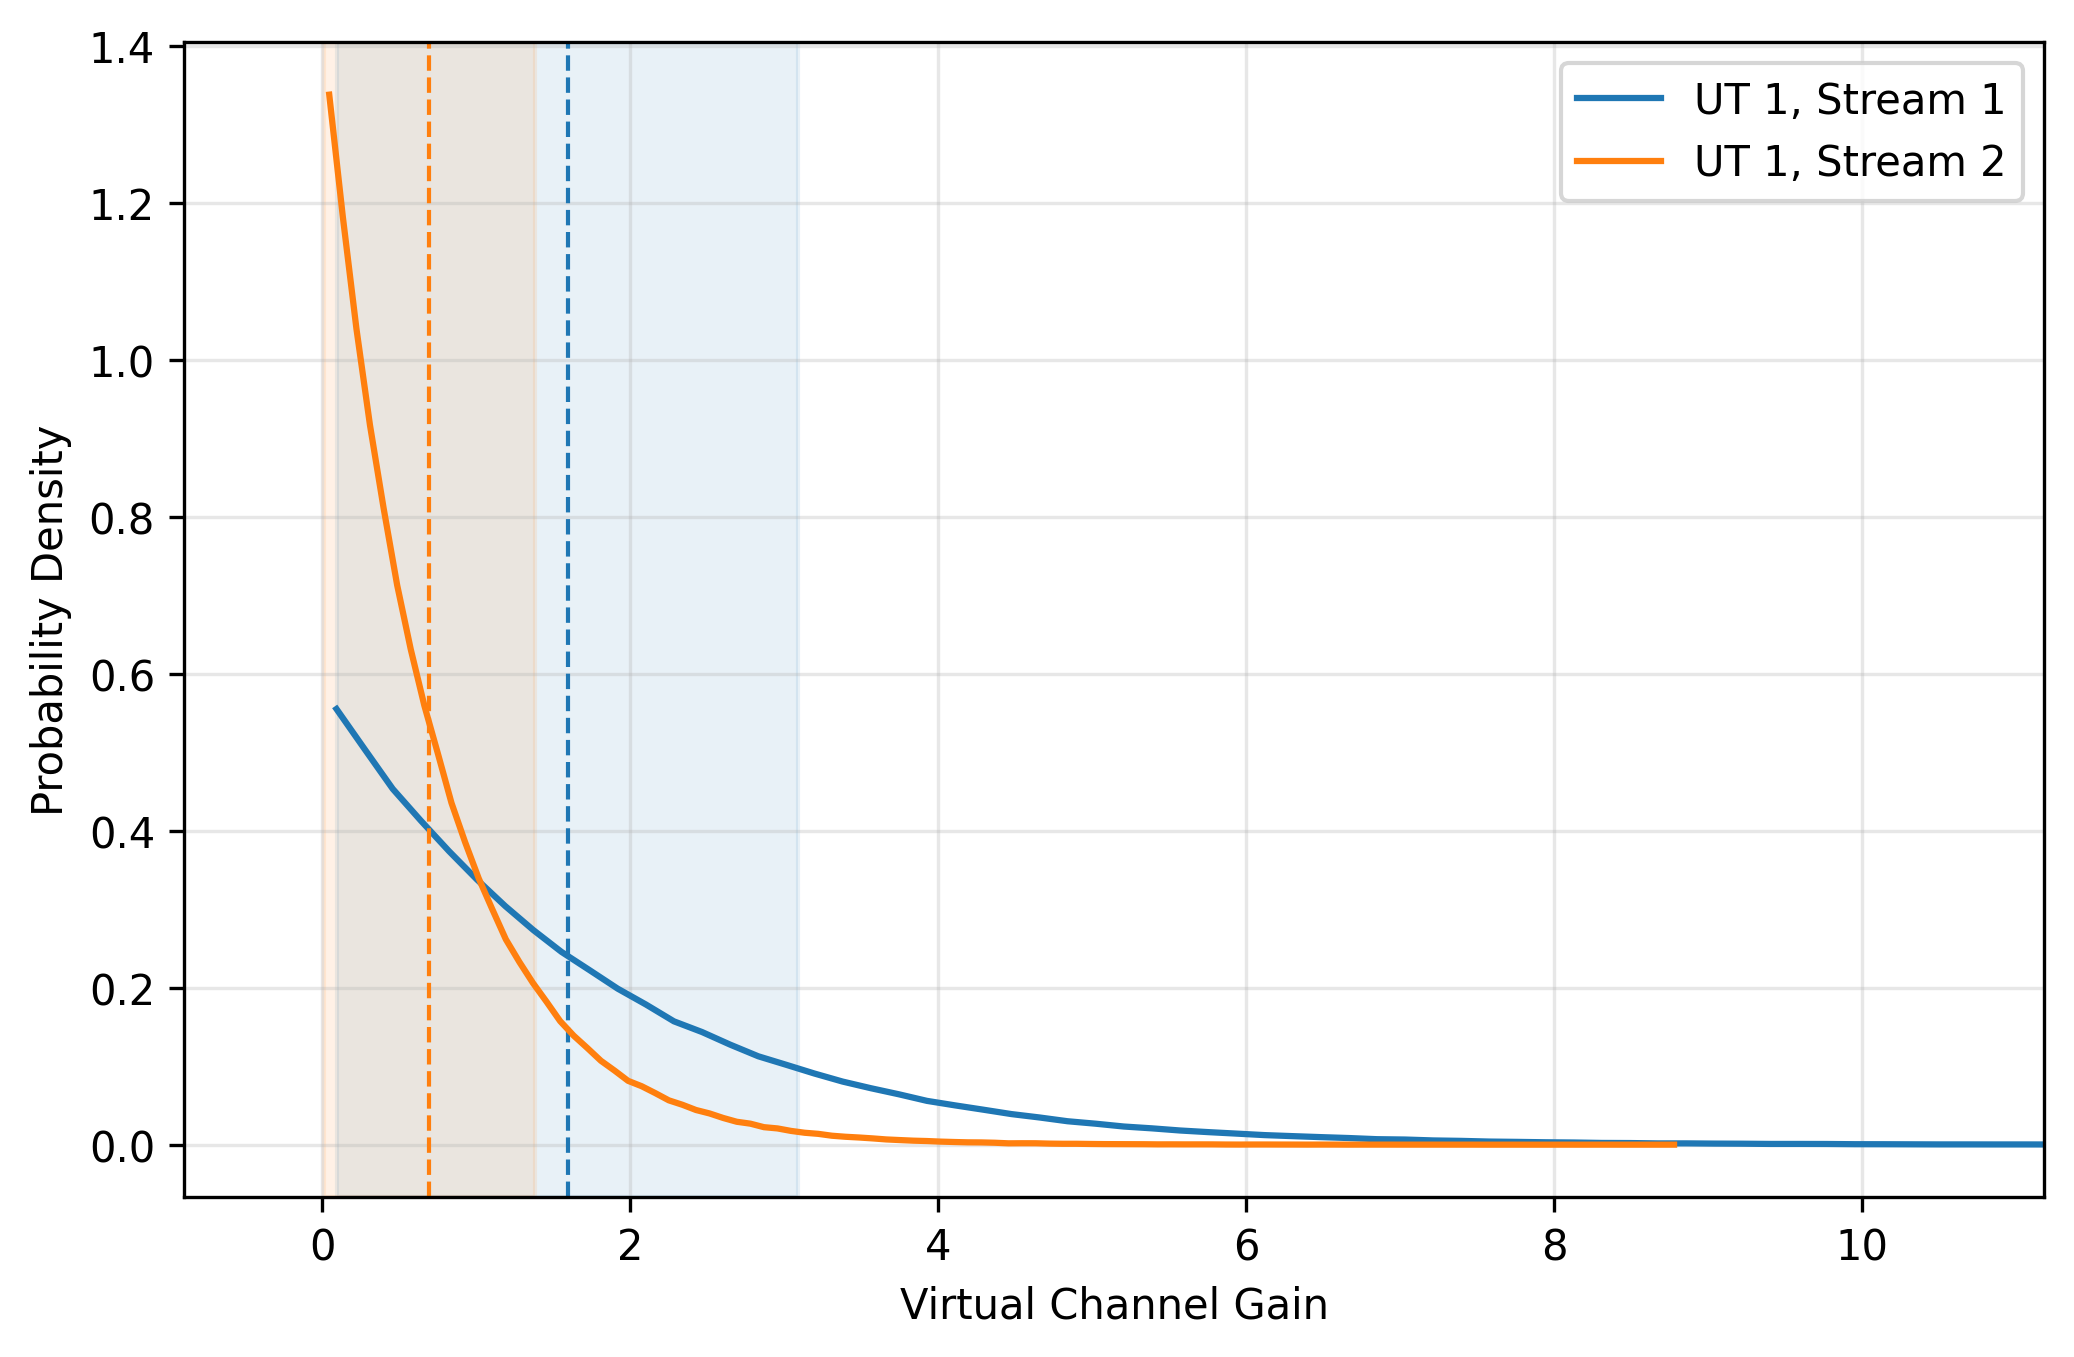 1.4
1.2
1.0
0.8
0.6
0.4
0.2
0.0
Probability Density
UT 1, Stream 1
UT 1, Stream 2
0 2 4 6 8 10
Virtual Channel Gain